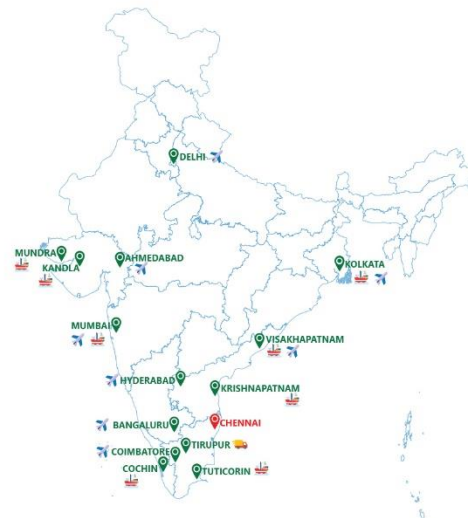 DELHI
MUNDRA
KANDLA
AHMEDABAD
KOLKATA
MUMBAI
VISAKHAPATNAM
HYDERABAD
KRISHNAPATNAM
BANGALURU
CHENNAI
COIMBATORE
TIRUPUR
COCHIN
TUTICORIN